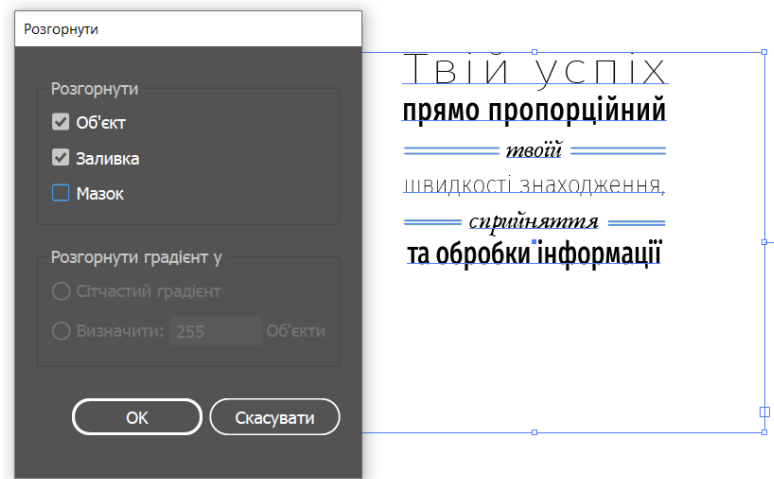 Розгорнути
Розгорнути
Об'єкт
Заливка
Мазок
Розгорнути градієнт у
Сітчастий градієнт
Визначити: 255 Об'єкти
OK Скасувати
Твій успіх
прямо пропорційний
твоїй
швидкості знаходження,
сприйняття
та обробки інформації